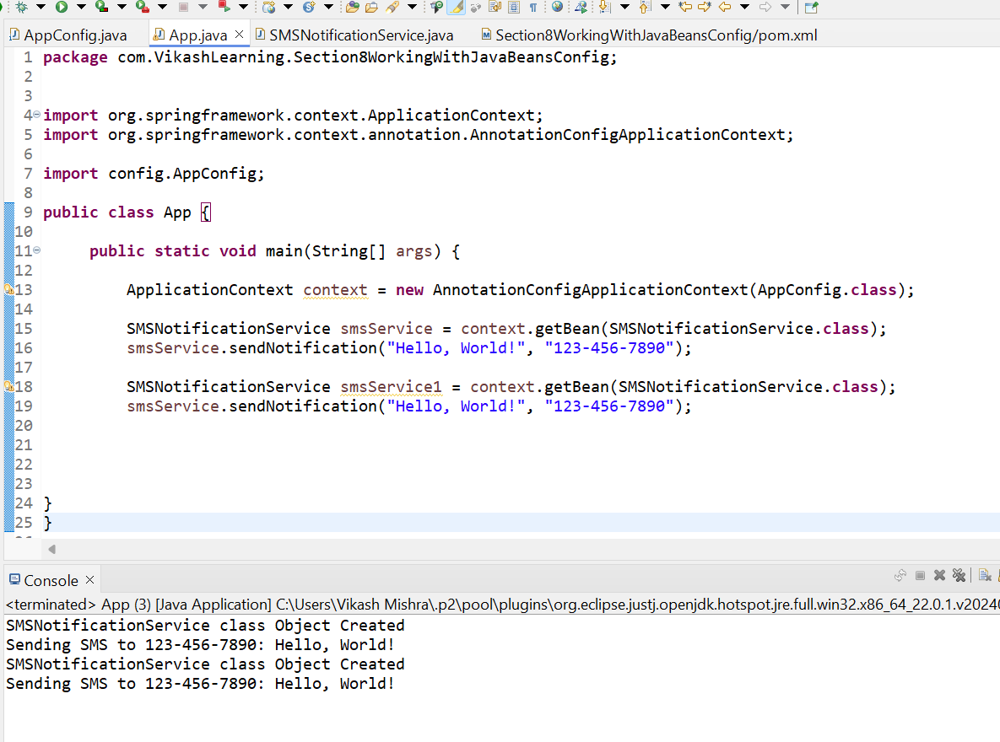 AppConfig.java
App.java
SMSNotificationService.java
Section8WorkingWithJavaBeansConfig/pom.xml
1 package com.VikashLearning.Section8WorkingWithJavaBeansConfig;
2
3
4 import org.springframework.context.ApplicationContext;
5 import org.springframework.context.annotation.AnnotationConfigApplicationContext;
6
7 import config.AppConfig;
8
9 public class App {
10
11 public static void main(String[] args) {
12
13 ApplicationContext context = new AnnotationConfigApplicationContext(AppConfig.class);
14
15 SMSNotificationService smsService = context.getBean(SMSNotificationService.class);
16 smsService.sendNotification("Hello, World!", "123-456-7890");
17
18 SMSNotificationService smsService1 = context.getBean(SMSNotificationService.class);
19 smsService.sendNotification("Hello, World!", "123-456-7890");
20
21
22
23
24 }
25 }
Console
<terminated> App (3) [Java Application] C:\Users\Vikash Mishra\.p2\pool\plugins\org.eclipse.justj.openjdk.hotspot.jre.full.win32.x86_64_22.0.1.v20240
SMSNotificationService class Object Created
Sending SMS to 123-456-7890: Hello, World!
SMSNotificationService class Object Created
Sending SMS to 123-456-7890: Hello, World!